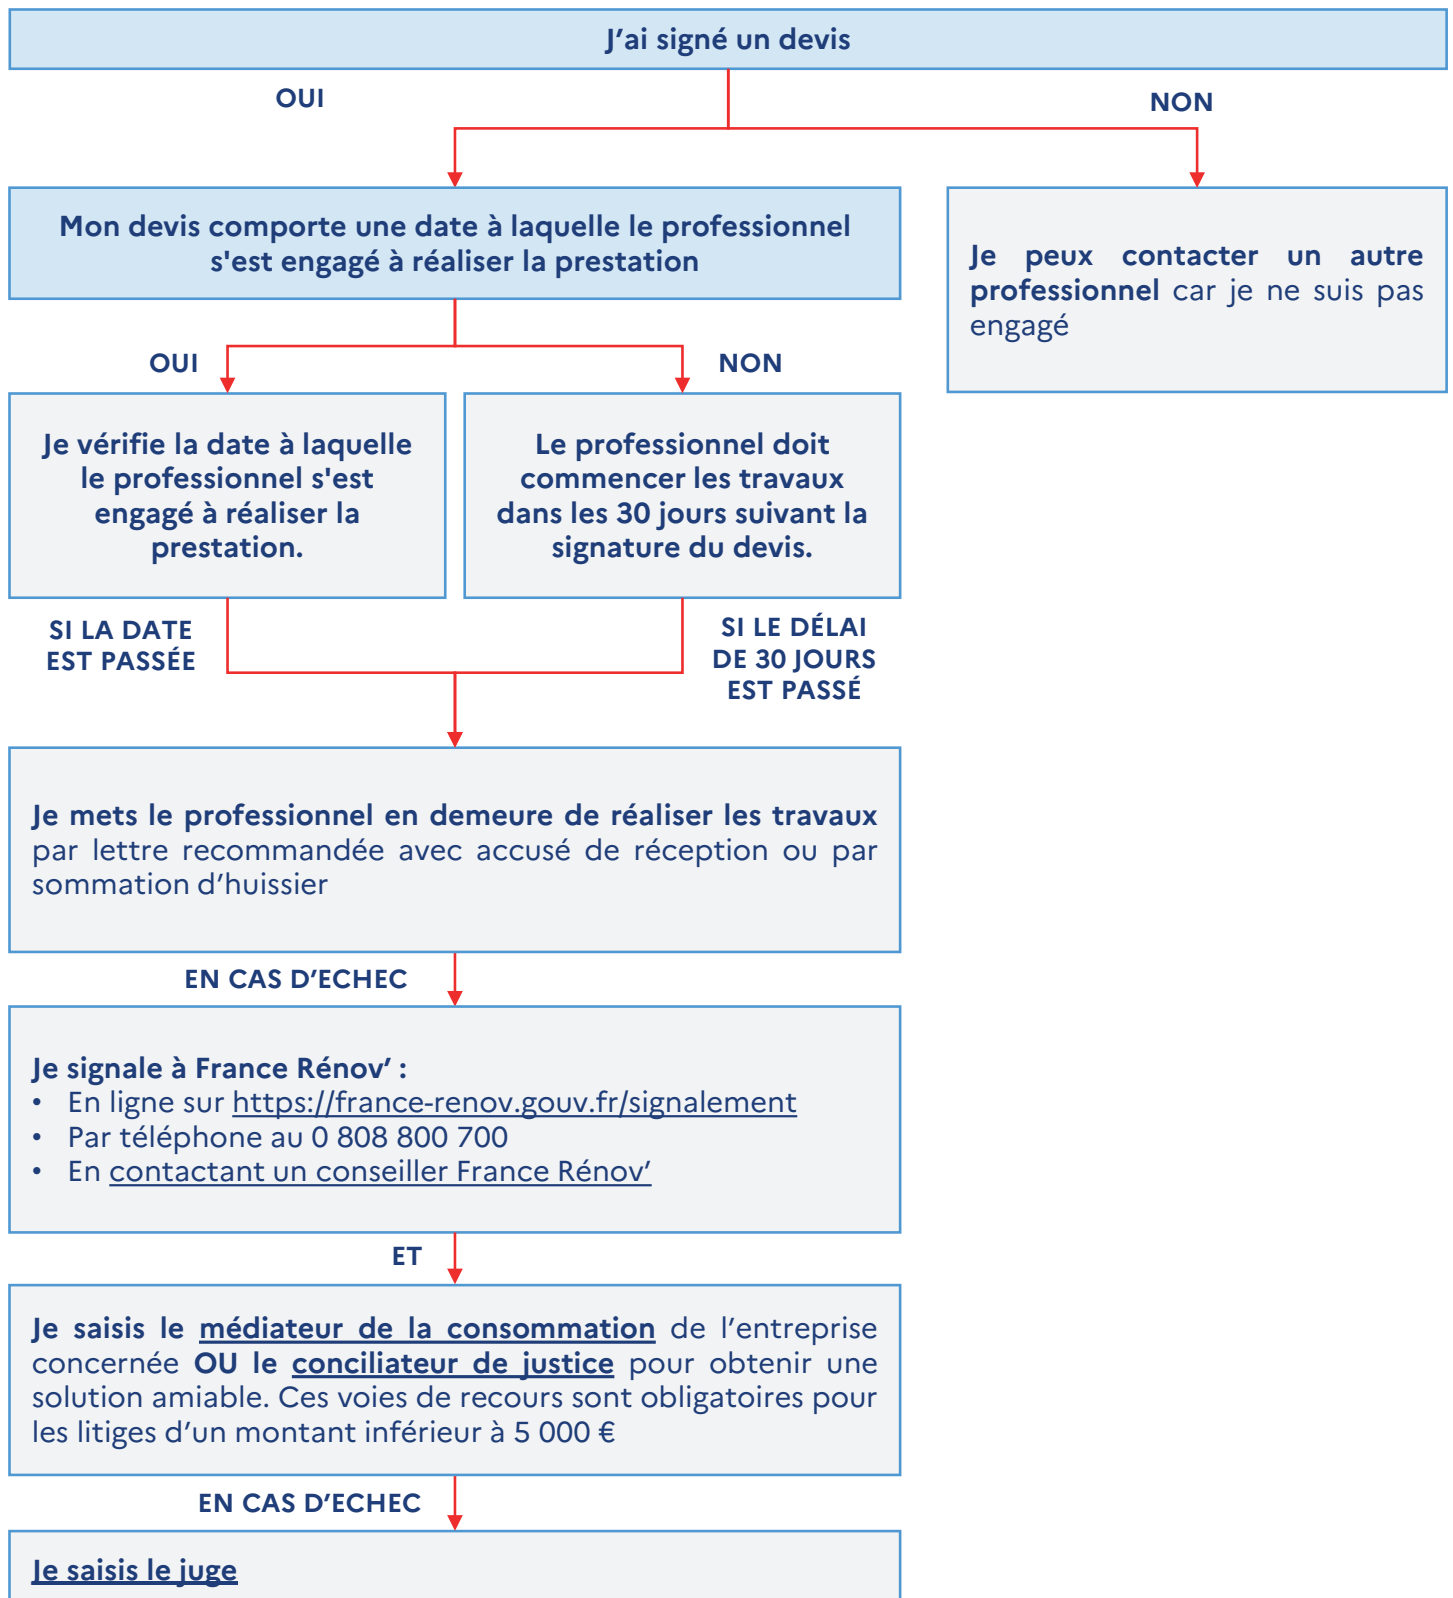 J’ai signé un devis
OUI
NON
Mon devis comporte une date à laquelle le professionnel
s'est engagé à réaliser la prestation
Je peux contacter un autre
professionnel car je ne suis pas
engagé
OUI
NON
Je vérifie la date à laquelle
le professionnel s'est
engagé à réaliser la
prestation.
Le professionnel doit
commencer les travaux
dans les 30 jours suivant la
signature du devis.
SI LA DATE
EST PASSÉE
SI LE DÉLAI
DE 30 JOURS
EST PASSÉ
Je mets le professionnel en demeure de réaliser les travaux
par lettre recommandée avec accusé de réception ou par
sommation d’huissier
EN CAS D’ECHEC
Je signale à France Rénov’ :
• En ligne sur https://france-renov.gouv.fr/signalement
• Par téléphone au 0 808 800 700
• En contactant un conseiller France Rénov’
ET
Je saisis le médiateur de la consommation de l’entreprise
concernée OU le conciliateur de justice pour obtenir une
solution amiable. Ces voies de recours sont obligatoires pour
les litiges d’un montant inférieur à 5 000 €
EN CAS D’ECHEC
Je saisis le juge